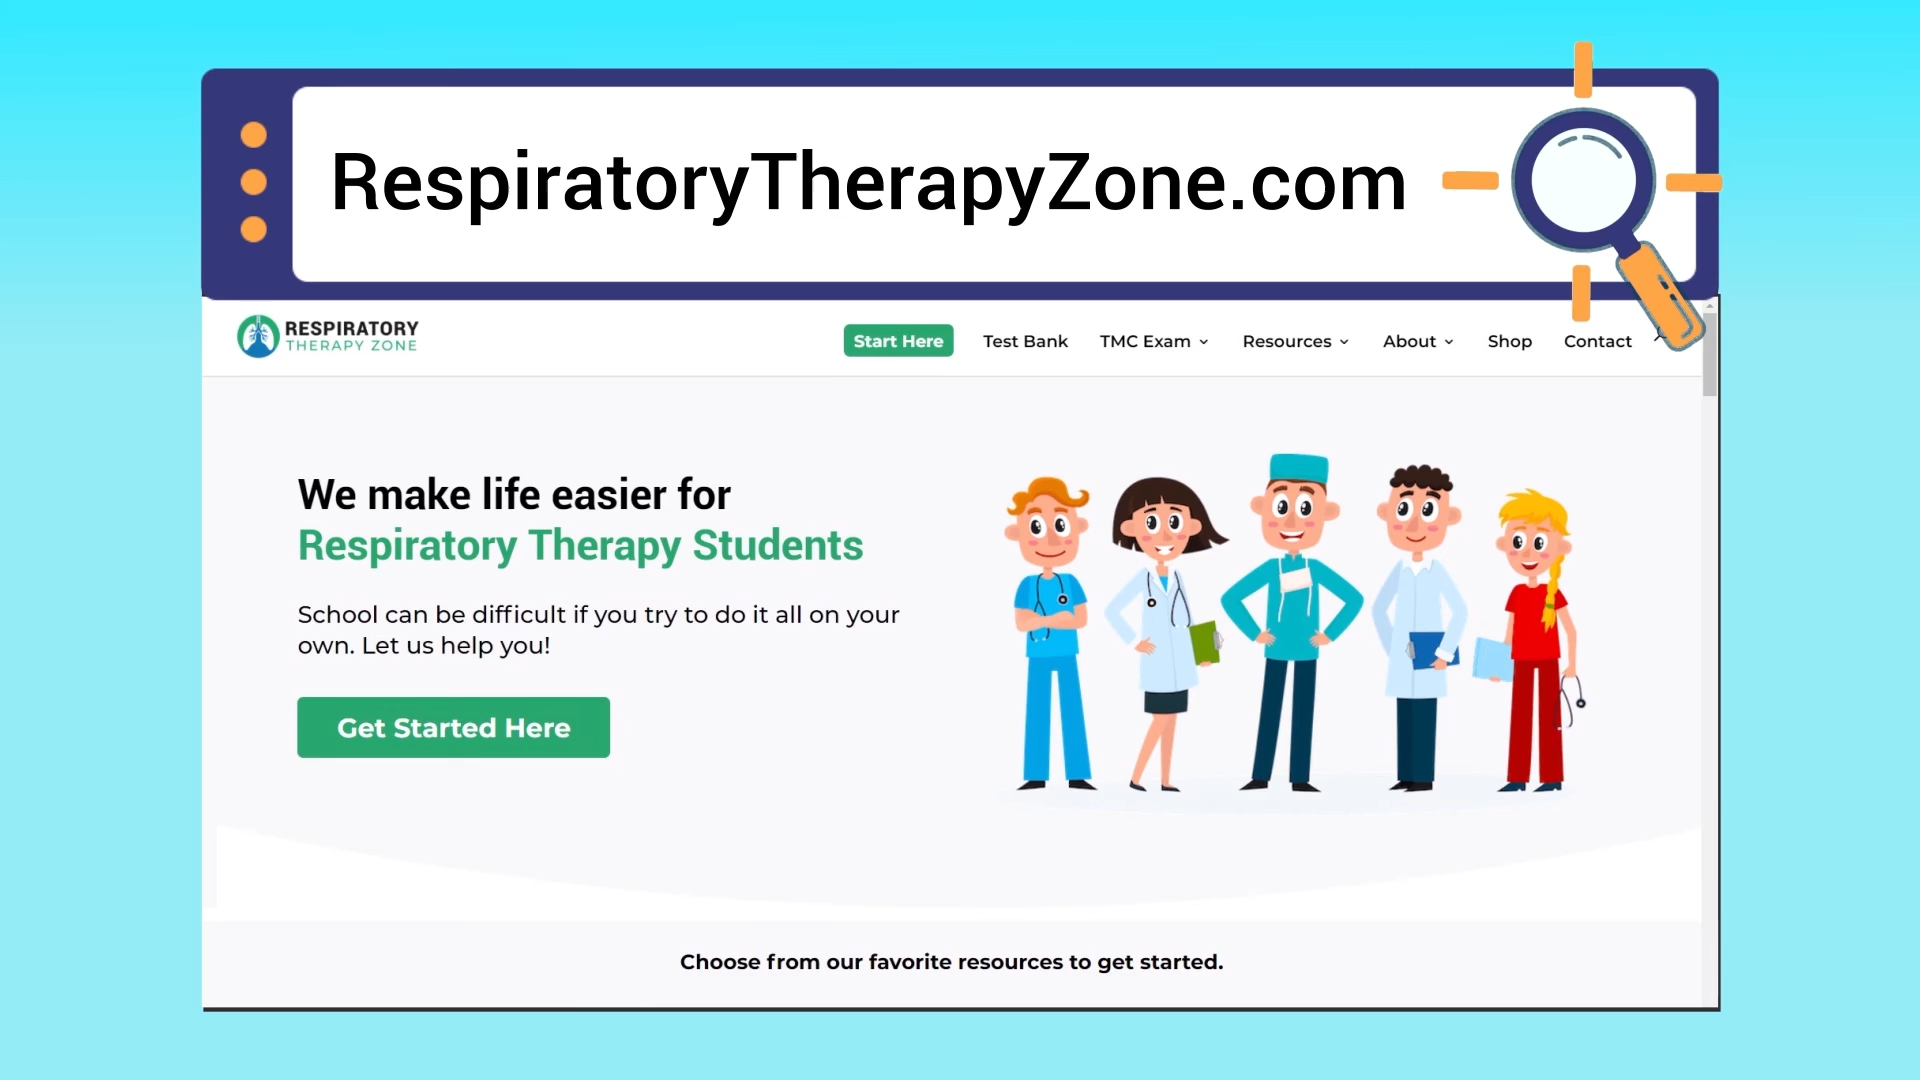 RespiratoryTherapyZone.com
RESPIRATORY
THERAPY ZONE
Start Here
Test Bank
TMC Exam
Resources
About
Shop
Contact
We make life easier for
Respiratory Therapy Students
School can be difficult if you try to do it all on your
own. Let us help you!
Get Started Here
Choose from our favorite resources to get started.